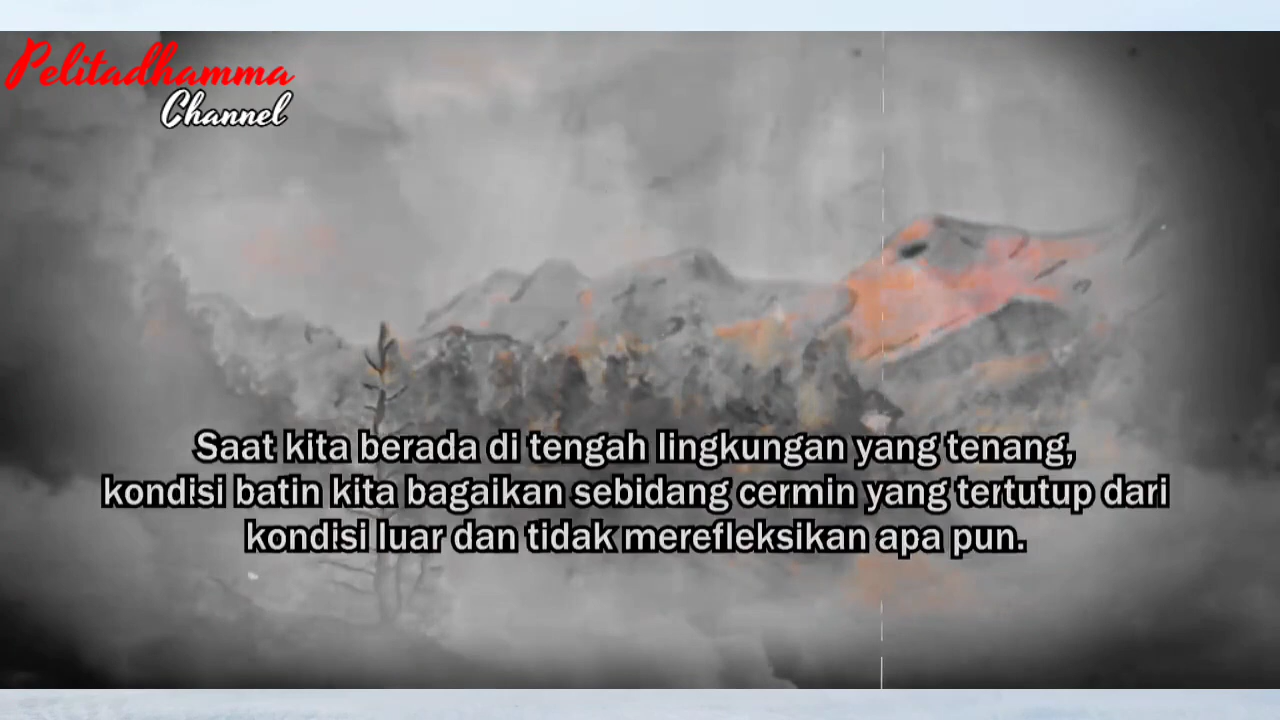 Pelitadhamma
Channel
Saat kita berada di tengah lingkungan yang tenang,
kondisi batin kita bagaikan sebidang cermin yang tertutup dari
kondisi luar dan tidak merefleksikan apa pun.